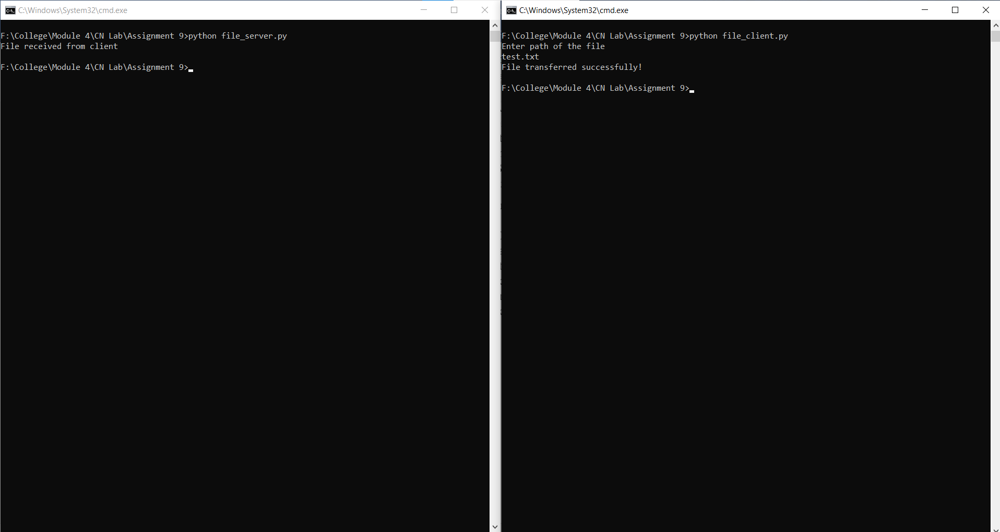 C:\Windows\System32\cmd.exe
F:\College\Module 4\CN Lab\Assignment 9>python file_server.py
File received from client
F:\College\Module 4\CN Lab\Assignment 9>
C:\Windows\System32\cmd.exe
F:\College\Module 4\CN Lab\Assignment 9>python file_client.py
Enter path of the file
test.txt
File transferred successfully!
F:\College\Module 4\CN Lab\Assignment 9>